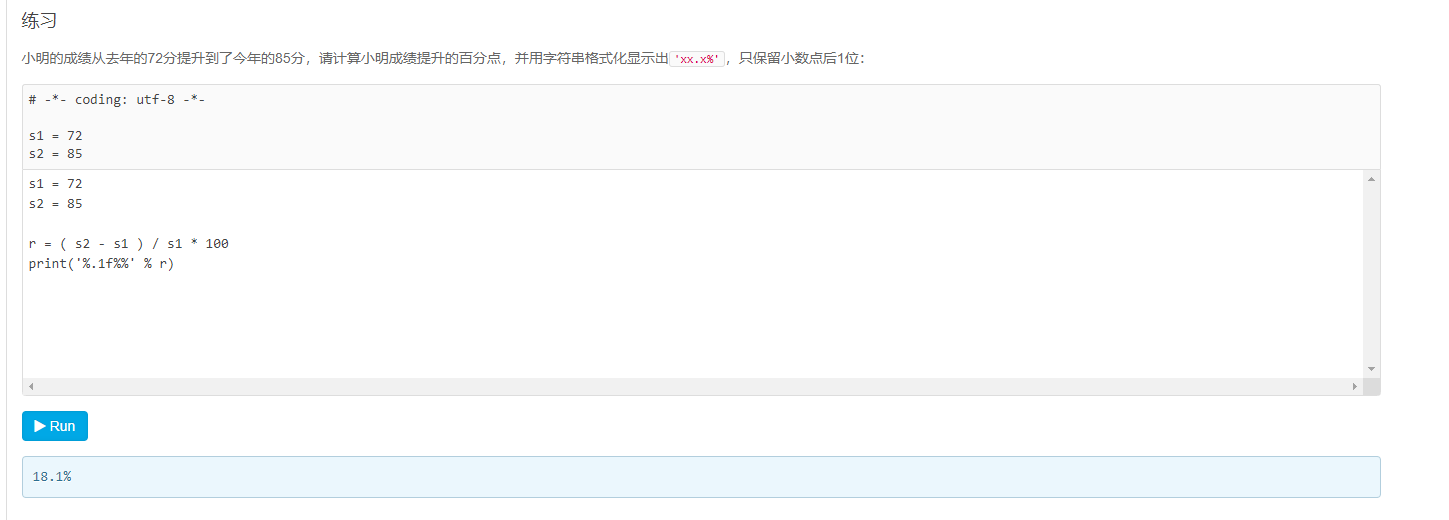 练习
小明的成绩从去年的72分提升到了今年的85分，请计算小明成绩提升的百分点，并用字符串格式化显示出'xx.x%'，只保留小数点后1位：
# -*- coding: utf-8 -*-
s1 = 72
s2 = 85
s1 = 72
s2 = 85
r = ( s2 - s1 ) / s1 * 100
print('%.1f%%' % r)
Run
18.1%